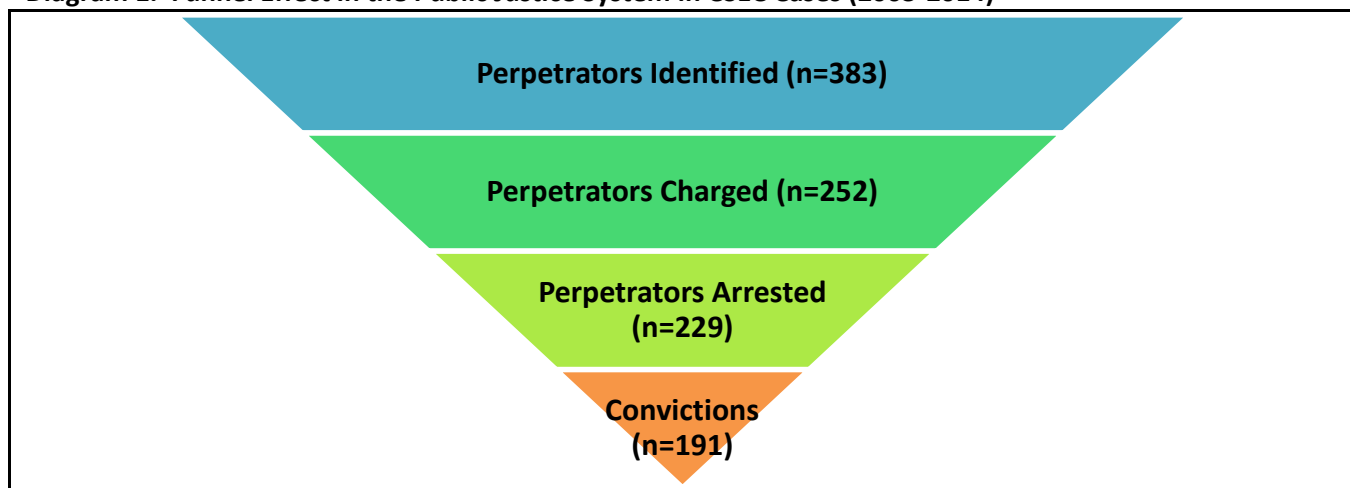 Perpetrators Identified (n=383)
Perpetrators Charged (n=252)
Perpetrators Arrested
(n=229)
Convictions
(n=191)